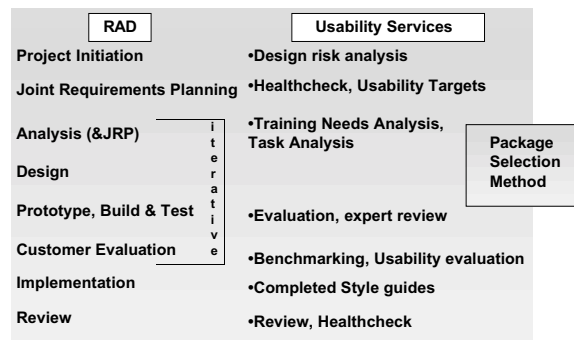 RAD
Usability Services
Project Initiation
•Design risk analysis
Joint Requirements Planning
•Healthcheck, Usability Targets
Analysis (&JRP)
iterative
•Training Needs Analysis,
Task Analysis
Package
Selection
Method
Design
Prototype, Build & Test
•Evaluation, expert review
Customer Evaluation
•Benchmarking, Usability evaluation
Implementation
•Completed Style guides
Review
•Review, Healthcheck